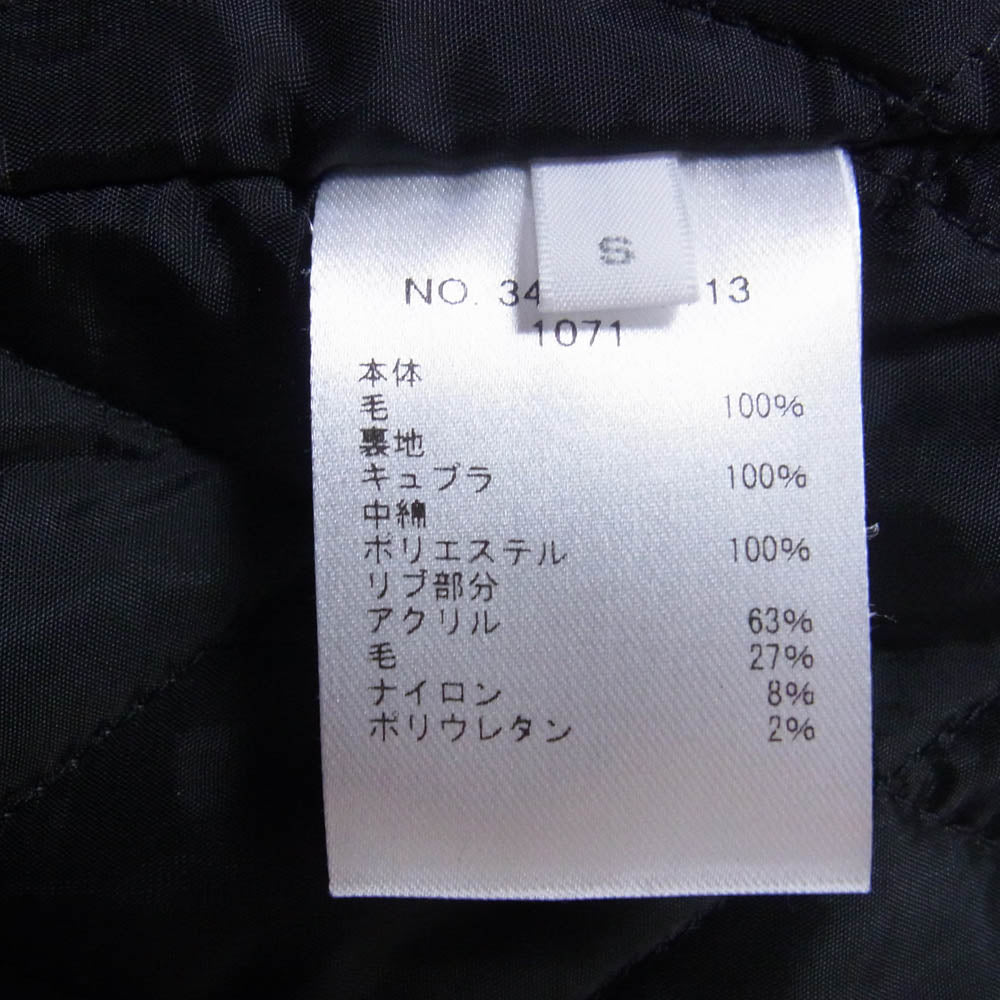 S
NO. 34 13
1071
本体
毛 100%
裏地
キュプラ 100%
中綿
ポリエステル 100%
リブ部分
アクリル 63%
毛 27%
ナイロン 8%
ポリウレタン 2%